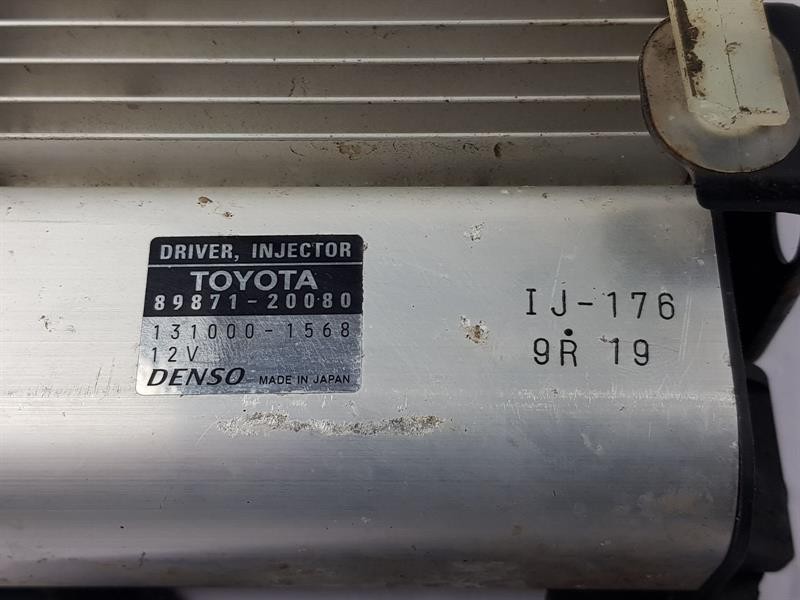 DRIVER, INJECTOR
TOYOTA
89871-20080
131000-1568
12V
DENSO MADE IN JAPAN
IJ-176
9R 19